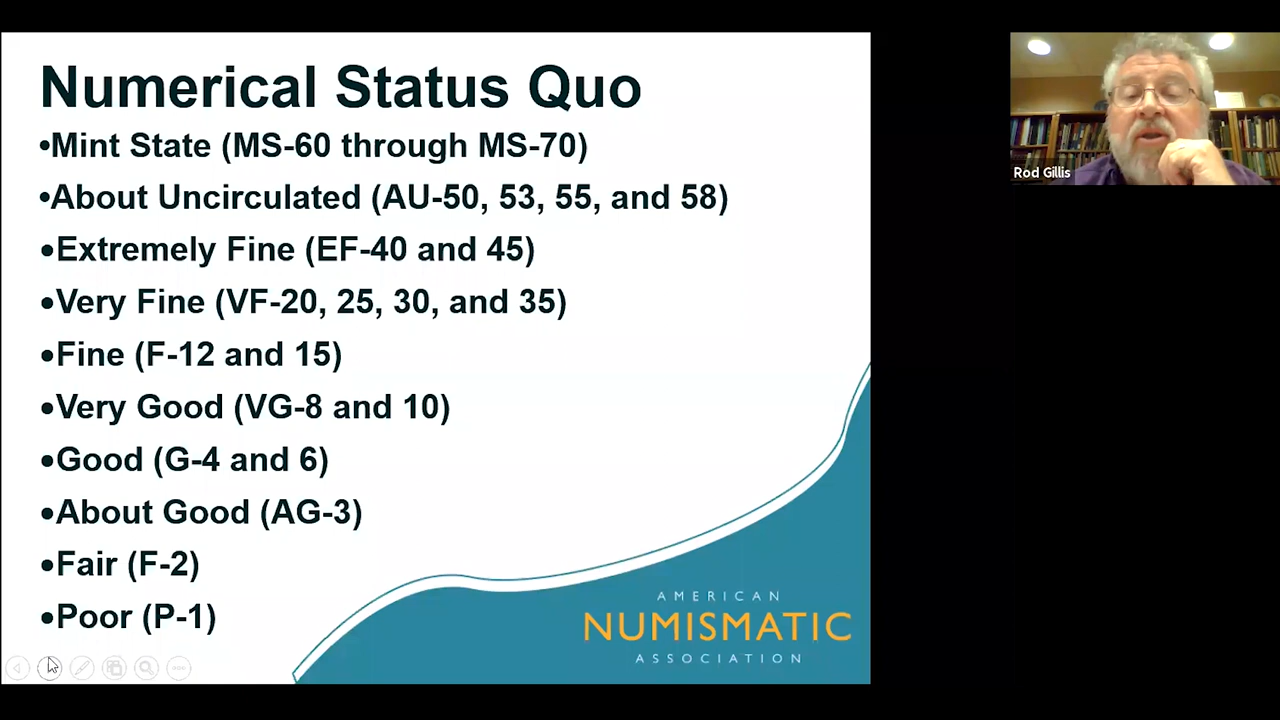 Numerical Status Quo
•Mint State (MS-60 through MS-70)
•About Uncirculated (AU-50, 53, 55, and 58)
•Extremely Fine (EF-40 and 45)
•Very Fine (VF-20, 25, 30, and 35)
•Fine (F-12 and 15)
•Very Good (VG-8 and 10)
•Good (G-4 and 6)
•About Good (AG-3)
•Fair (F-2)
•Poor (P-1)
AMERICAN
NUMISMATIC
ASSOCIATION
Rod Gillis